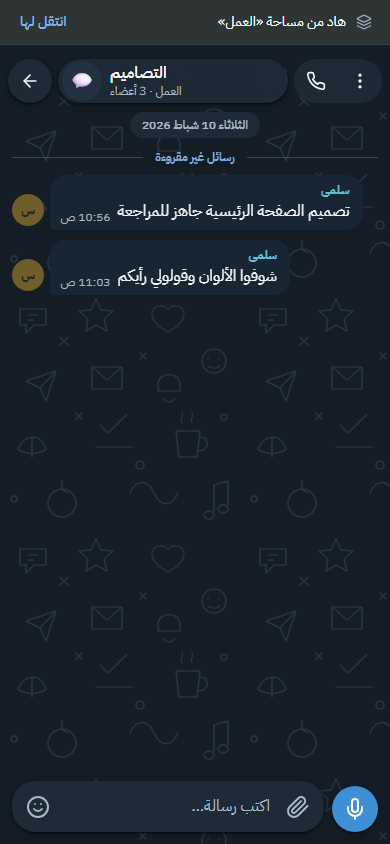 هاد من مساحة «العمل»
انتقل لها
التصاميم
العمل · 3 أعضاء
الثلاثاء 10 شباط 2026
رسائل غير مقروءة
سلمى
تصميم الصفحة الرئيسية جاهز للمراجعة
10:56 ص
س
سلمى
شوفوا الألوان وقولولي رأيكم
11:03 ص
س
اكتب رسالة...